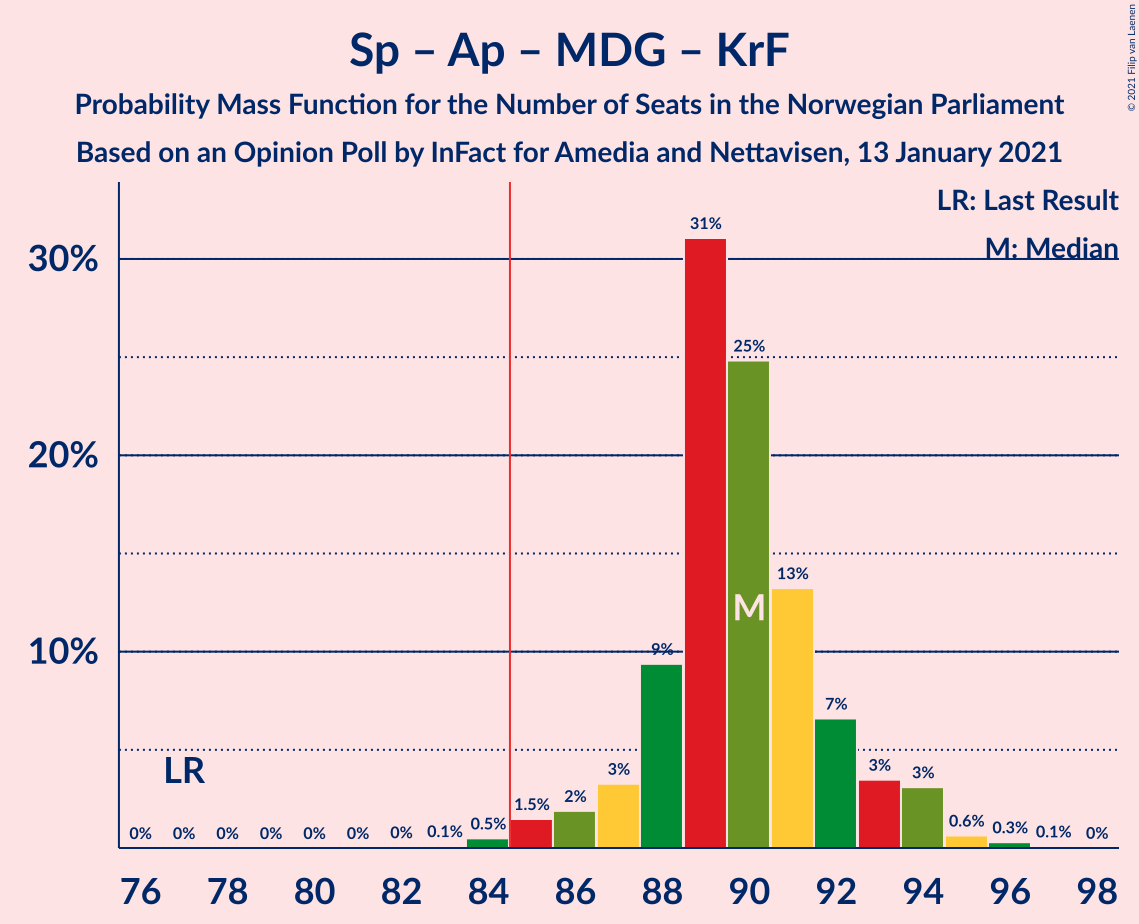 Sp – Ap – MDG – KrF
Probability Mass Function for the Number of Seats in the Norwegian Parliament
Based on an Opinion Poll by InFact for Amedia and Nettavisen, 13 January 2021
© 2021 Filip van Laenen
LR: Last Result
M: Median
30%
20%
10%
31%
25%
13%
M
9%
7%
LR
3%
3%
3%
2%
1.5%
0% 0% 0% 0% 0% 0% 0% 0.1% 0.5% 0.6% 0.3% 0.1% 0%
76 78 80 82 84 86 88 90 92 94 96 98